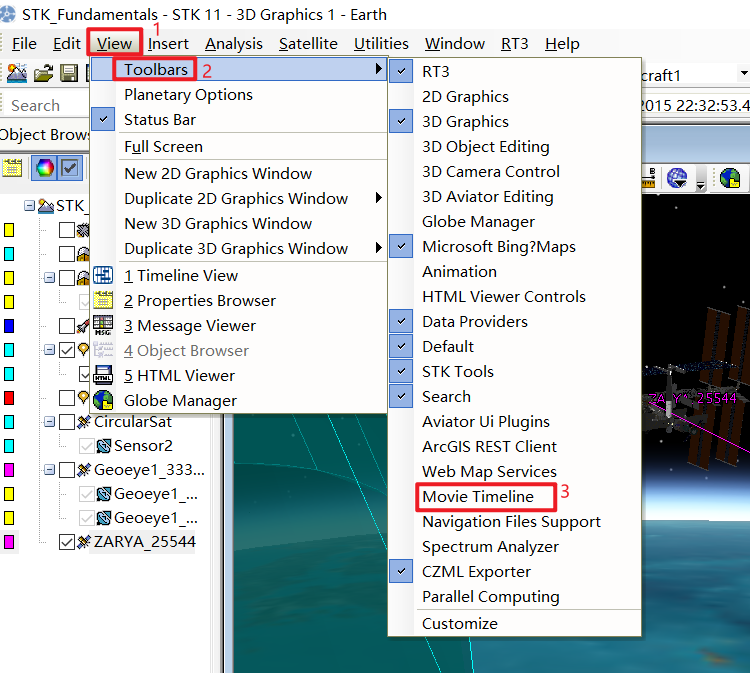 STK_Fundamentals - STK 11 - 3D Graphics 1 - Earth
1
File Edit View Insert Analysis Satellite Utilities Window RT3 Help
Toolbars 2
Planetary Options
Status Bar
Full Screen
New 2D Graphics Window
Duplicate 2D Graphics Window
New 3D Graphics Window
Duplicate 3D Graphics Window
1 Timeline View
2 Properties Browser
3 Message Viewer
4 Object Browser
5 HTML Viewer
Globe Manager
RT3
2D Graphics
3D Graphics
3D Object Editing
3D Camera Control
3D Aviator Editing
Globe Manager
Microsoft Bing?Maps
Animation
HTML Viewer Controls
Data Providers
Default
STK Tools
Search
Aviator Ui Plugins
ArcGIS REST Client
Web Map Services
Movie Timeline 3
Navigation Files Support
Spectrum Analyzer
CZML Exporter
Parallel Computing
Customize
craft1
2015 22:32:53.4
Search
Object Brows
STK_
CircularSat
Sensor2
Geoeye1_333...
Geoeye1_...
Geoeye1_...
ZARYA_25544
MSG
HTML
ZARYA_25544